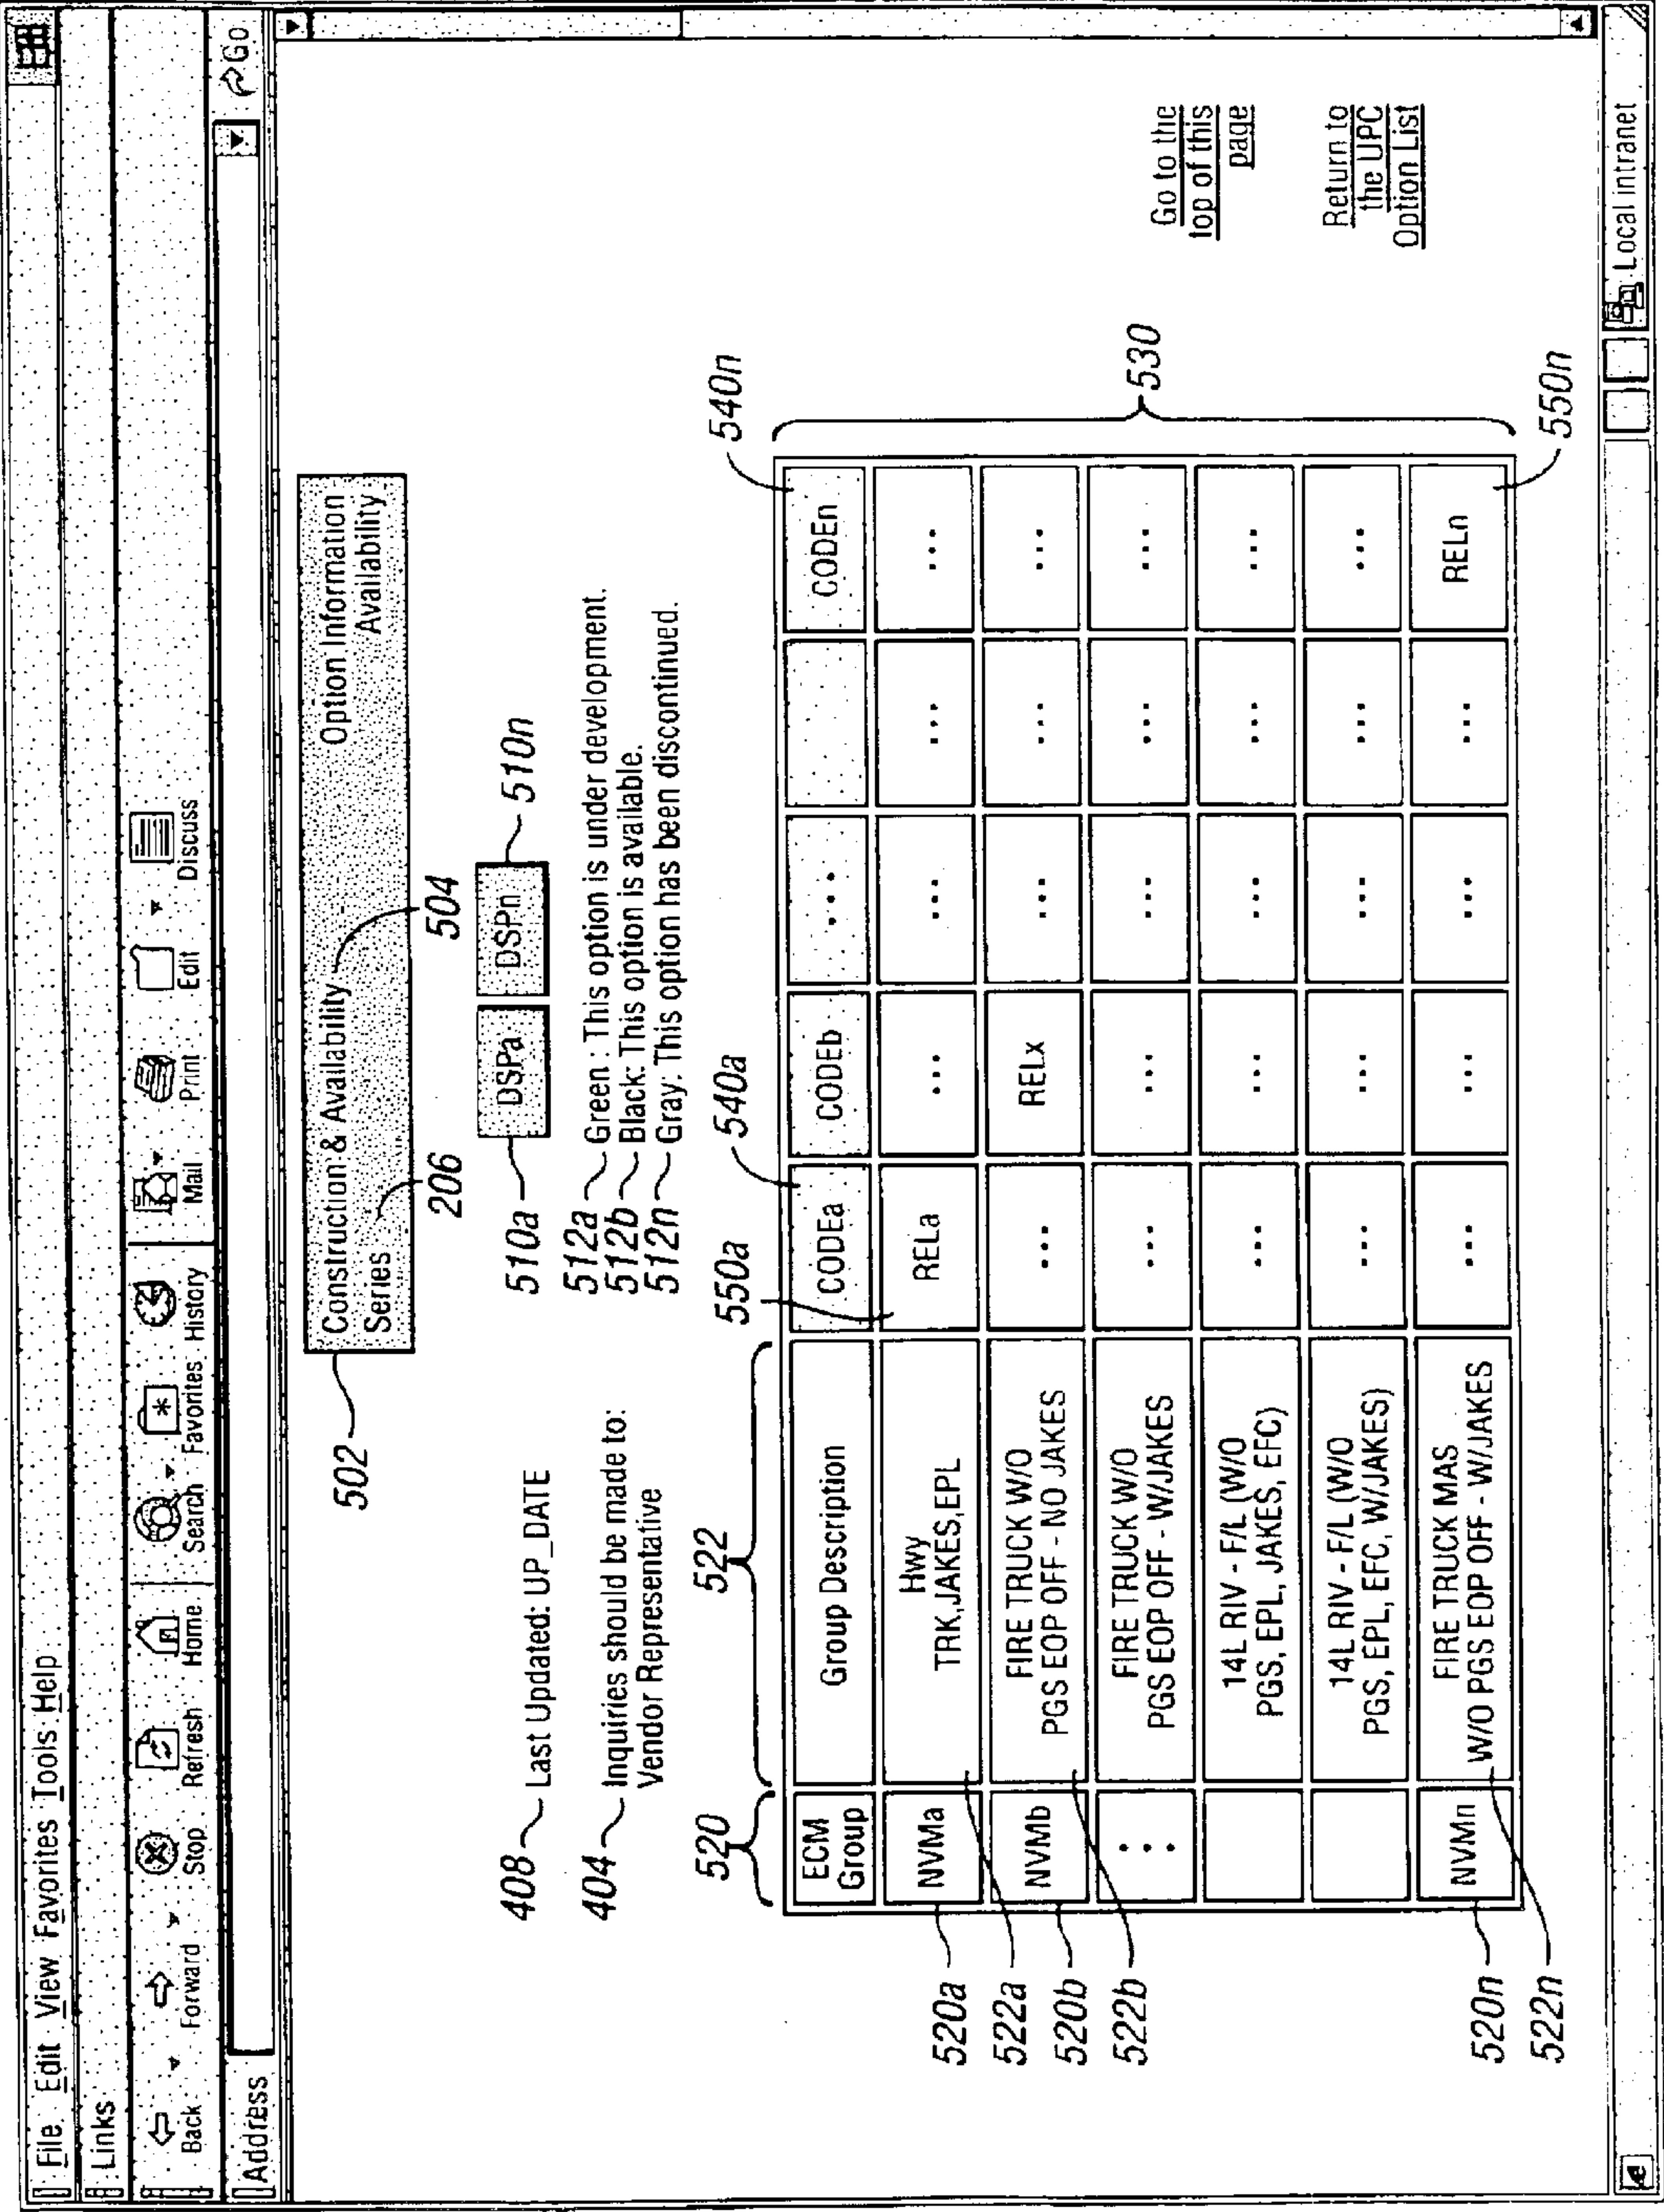 File Edit View Favorites Tools Help
Links
Back Forward Stop Refresh Home Search Favorites History Mail Print Edit Discuss
Address
Go
502
Construction & Availability
Option Information
Series
Availability
206
504
408
Last Updated: UP_DATE
510a
DSPa
DSPn
510n
404
Inquiries should be made to:
Vendor Representative
512a
Green : This option is under development.
512b
Black: This option is available.
512n
Gray: This option has been discontinued.
520
522
550a
540a
540n
ECM
Group
Group Description
CODEa
CODEb
...
CODEn
520a
NVMa
Hwy
TRK,JAKES,EPL
RELa
...
...
...
...
522a
520b
NVMb
FIRE TRUCK W/O
PGS EOP OFF - NO JAKES
...
RELx
...
...
...
522b
...
FIRE TRUCK W/O
PGS EOP OFF - W/JAKES
...
...
...
...
...
530
14L RIV - F/L (W/O
PGS, EPL, JAKES, EFC)
...
...
...
...
...
14L RIV - F/L (W/O
PGS, EPL, EFC, W/JAKES)
...
...
...
...
...
520n
NVMn
FIRE TRUCK MAS
W/O PGS EOP OFF - W/JAKES
...
...
...
...
RELn
522n
550n
Go to the
top of this
page
Return to
the UPC
Option List
Local intranet